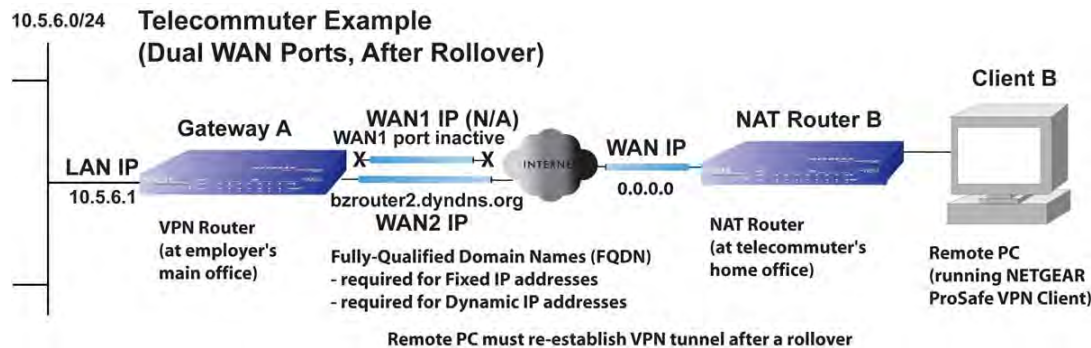 10.5.6.0/24
Telecommuter Example
(Dual WAN Ports, After Rollover)
Client B
Gateway A
WAN1 IP (N/A)
WAN1 port inactive
X X
INTERNET
WAN IP
NAT Router B
LAN IP
10.5.6.1
bzrouter2.dyndns.org
WAN2 IP
0.0.0.0
VPN Router
(at employer's
main office)
Fully-Qualified Domain Names (FQDN)
- required for Fixed IP addresses
- required for Dynamic IP addresses
NAT Router
(at telecommuter's
home office)
Remote PC
(running NETGEAR
ProSafe VPN Client)
Remote PC must re-establish VPN tunnel after a rollover